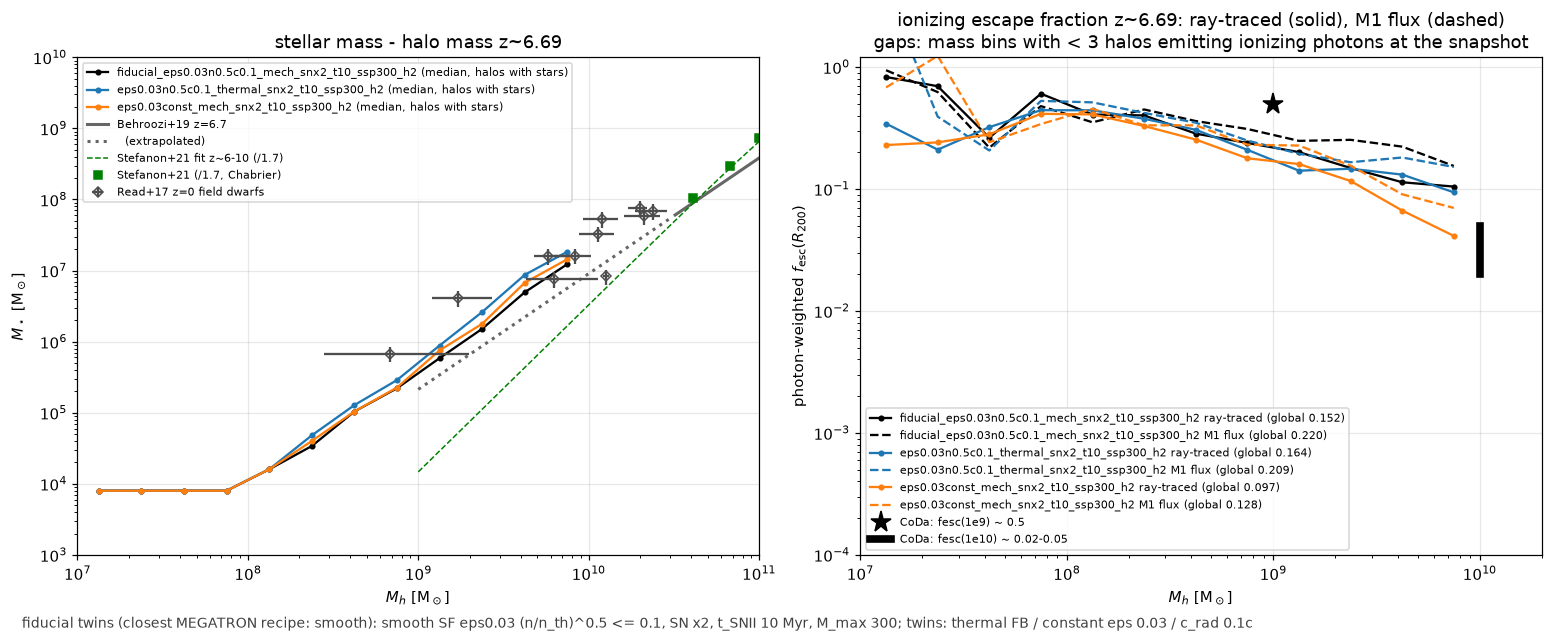 stellar mass - halo mass z~6.69
fiducial_eps0.03n0.5c0.1_mech_snx2_t10_ssp300_h2 (median, halos with stars)
eps0.03n0.5c0.1_thermal_snx2_t10_ssp300_h2 (median, halos with stars)
eps0.03const_mech_snx2_t10_ssp300_h2 (median, halos with stars)
Behroozi+19 z=6.7
(extrapolated)
Stefanon+21 fit z~6-10 (/1.7)
Stefanon+21 (/1.7, Chabrier)
Read+17 z=0 field dwarfs
10^10
10^9
10^8
10^7
10^6
10^5
10^4
10^3
M⋆ [M⊙]
10^7
10^8
10^9
10^10
10^11
M_h [M⊙]
ionizing escape fraction z~6.69: ray-traced (solid), M1 flux (dashed)
gaps: mass bins with < 3 halos emitting ionizing photons at the snapshot
10^0
10^−1
10^−2
10^−3
10^−4
photon-weighted f_esc(R_200)
fiducial_eps0.03n0.5c0.1_mech_snx2_t10_ssp300_h2 ray-traced (global 0.152)
fiducial_eps0.03n0.5c0.1_mech_snx2_t10_ssp300_h2 M1 flux (global 0.220)
eps0.03n0.5c0.1_thermal_snx2_t10_ssp300_h2 ray-traced (global 0.164)
eps0.03n0.5c0.1_thermal_snx2_t10_ssp300_h2 M1 flux (global 0.209)
eps0.03const_mech_snx2_t10_ssp300_h2 ray-traced (global 0.097)
eps0.03const_mech_snx2_t10_ssp300_h2 M1 flux (global 0.128)
CoDa: fesc(1e9) ~ 0.5
CoDa: fesc(1e10) ~ 0.02-0.05
10^7
10^8
10^9
10^10
M_h [M⊙]
fiducial twins (closest MEGATRON recipe: smooth): smooth SF eps0.03 (n/n_th)^0.5 <= 0.1, SN x2, t_SNII 10 Myr, M_max 300; twins: thermal FB / constant eps 0.03 / c_rad 0.1c